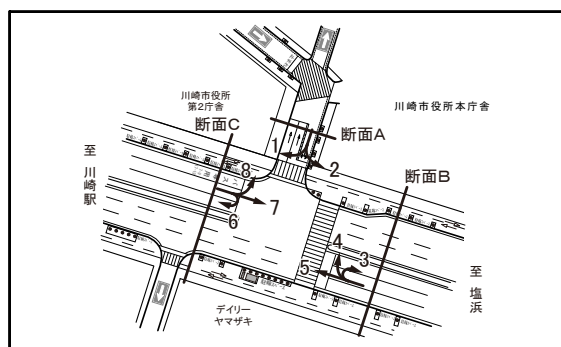 川崎市役所
第2庁舎
川崎市役所本庁舎
断面C
断面A
断面B
至 川崎駅
至 塩浜
1
2
8
6
7
4
3
5
デイリー
ヤマザキ